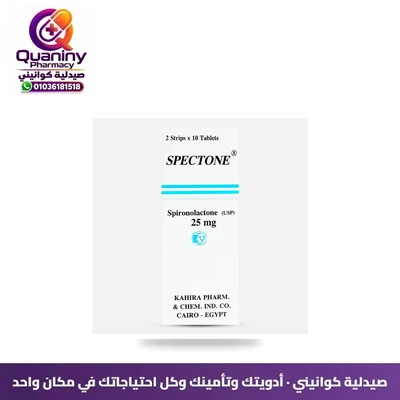 Quaniny
Pharmacy
صيدلية كوانيني
01036181518
2 Strips x 10 Tablets
SPECTONE®
Spironolactone (USP)
25 mg
KAHIRA PHARM.
& CHEM. IND. CO.
CAIRO - EGYPT
صيدلية كوانيني · أدويتك وتأمينك وكل احتياجاتك في مكان واحد